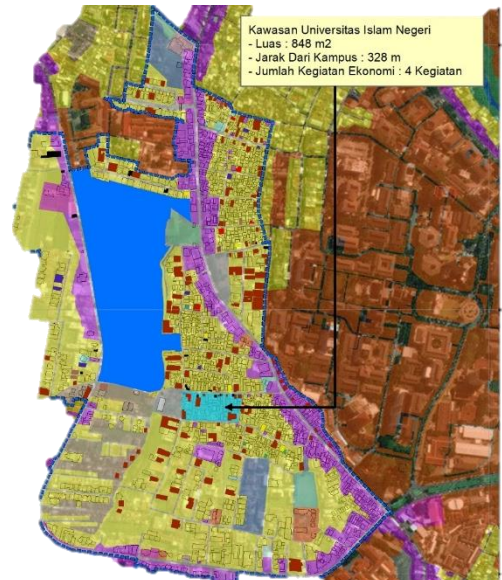 Kawasan Universitas Islam Negeri
- Luas : 848 m2
- Jarak Dari Kampus : 328 m
- Jumlah Kegiatan Ekonomi : 4 Kegiatan